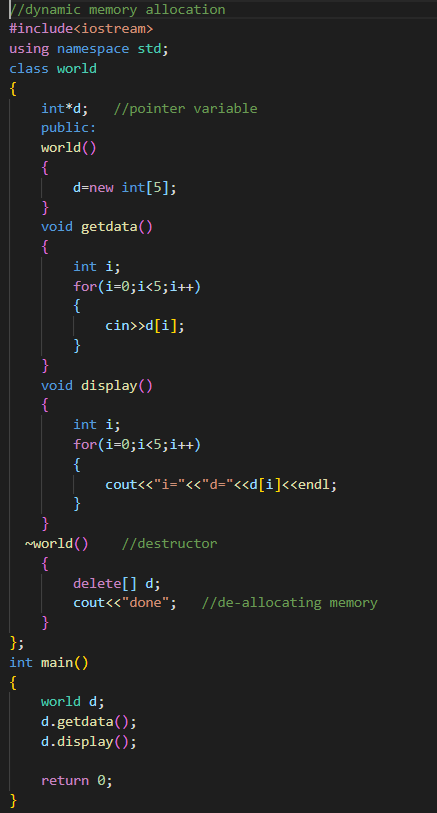 //dynamic memory allocation
#include<iostream>
using namespace std;
class world
{
    int*d;   //pointer variable
    public:
    world()
    {
        d=new int[5];
    }
    void getdata()
    {
        int i;
        for(i=0;i<5;i++)
        {
            cin>>d[i];
        }
    }
    void display()
    {
        int i;
        for(i=0;i<5;i++)
        {
            cout<<"i="<<"d="<<d[i]<<endl;
        }
    }
  ~world()    //destructor
    {
        delete[] d;
        cout<<"done";   //de-allocating memory
    }
};
int main()
{
    world d;
    d.getdata();
    d.display();

    return 0;
}